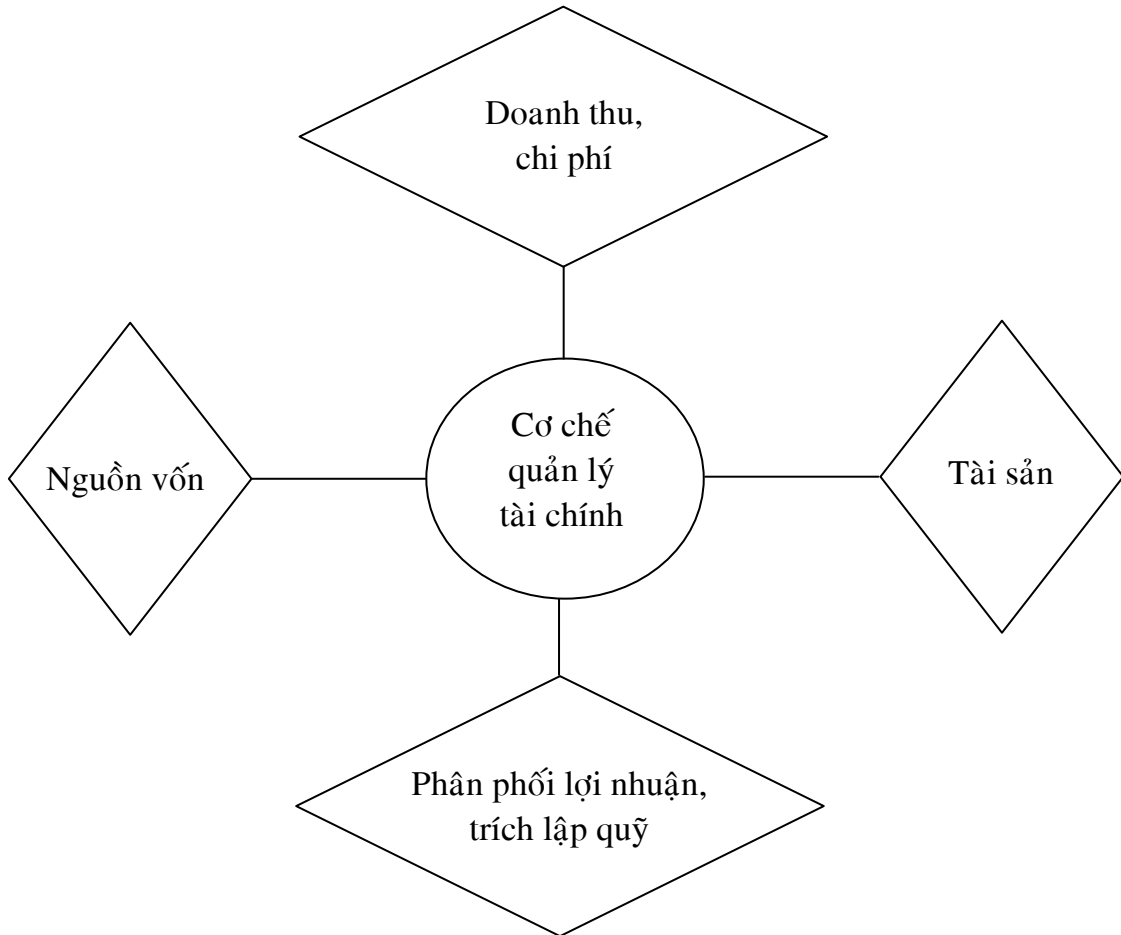 Doanh thu,
chi phí
Cơ chế
quản lý
tài chính
Nguồn vốn
Tài sản
Phân phối lợi nhuận,
trích lập quỹ